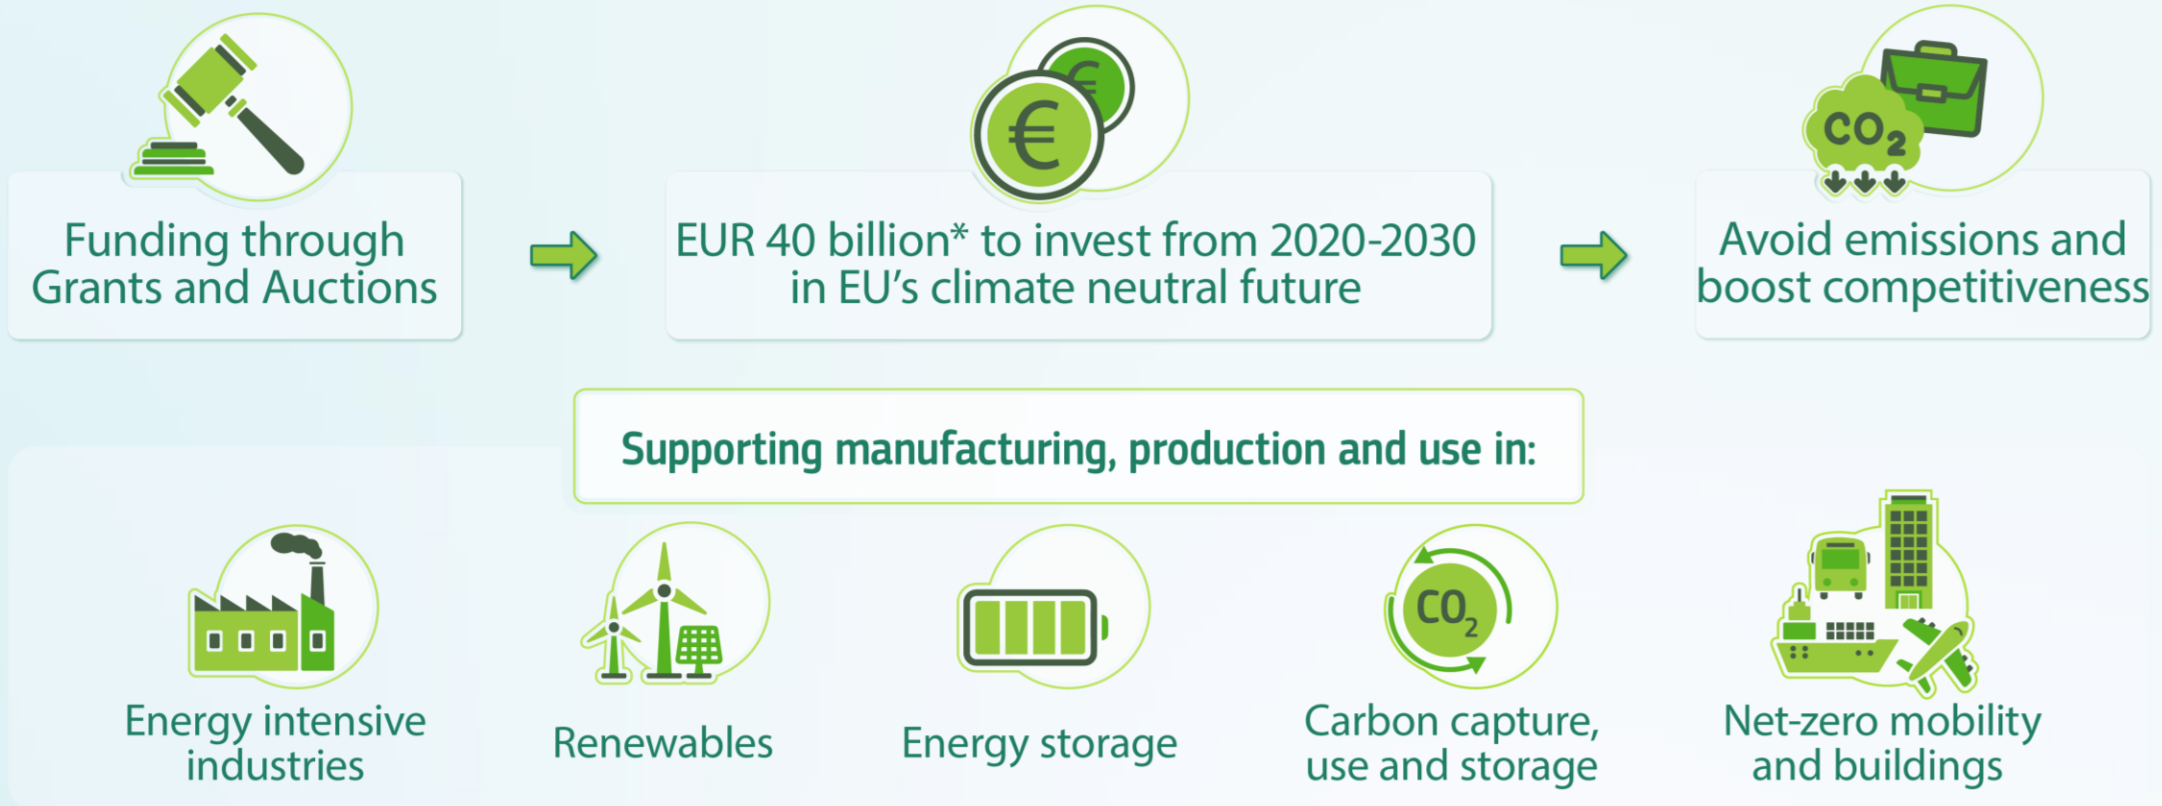 Funding through
Grants and Auctions
EUR 40 billion* to invest from 2020-2030
in EU's climate neutral future
CO₂
Avoid emissions and
boost competitiveness
Supporting manufacturing, production and use in:
Energy intensive
industries
Renewables
Energy storage
CO₂
Carbon capture,
use and storage
Net-zero mobility
and buildings